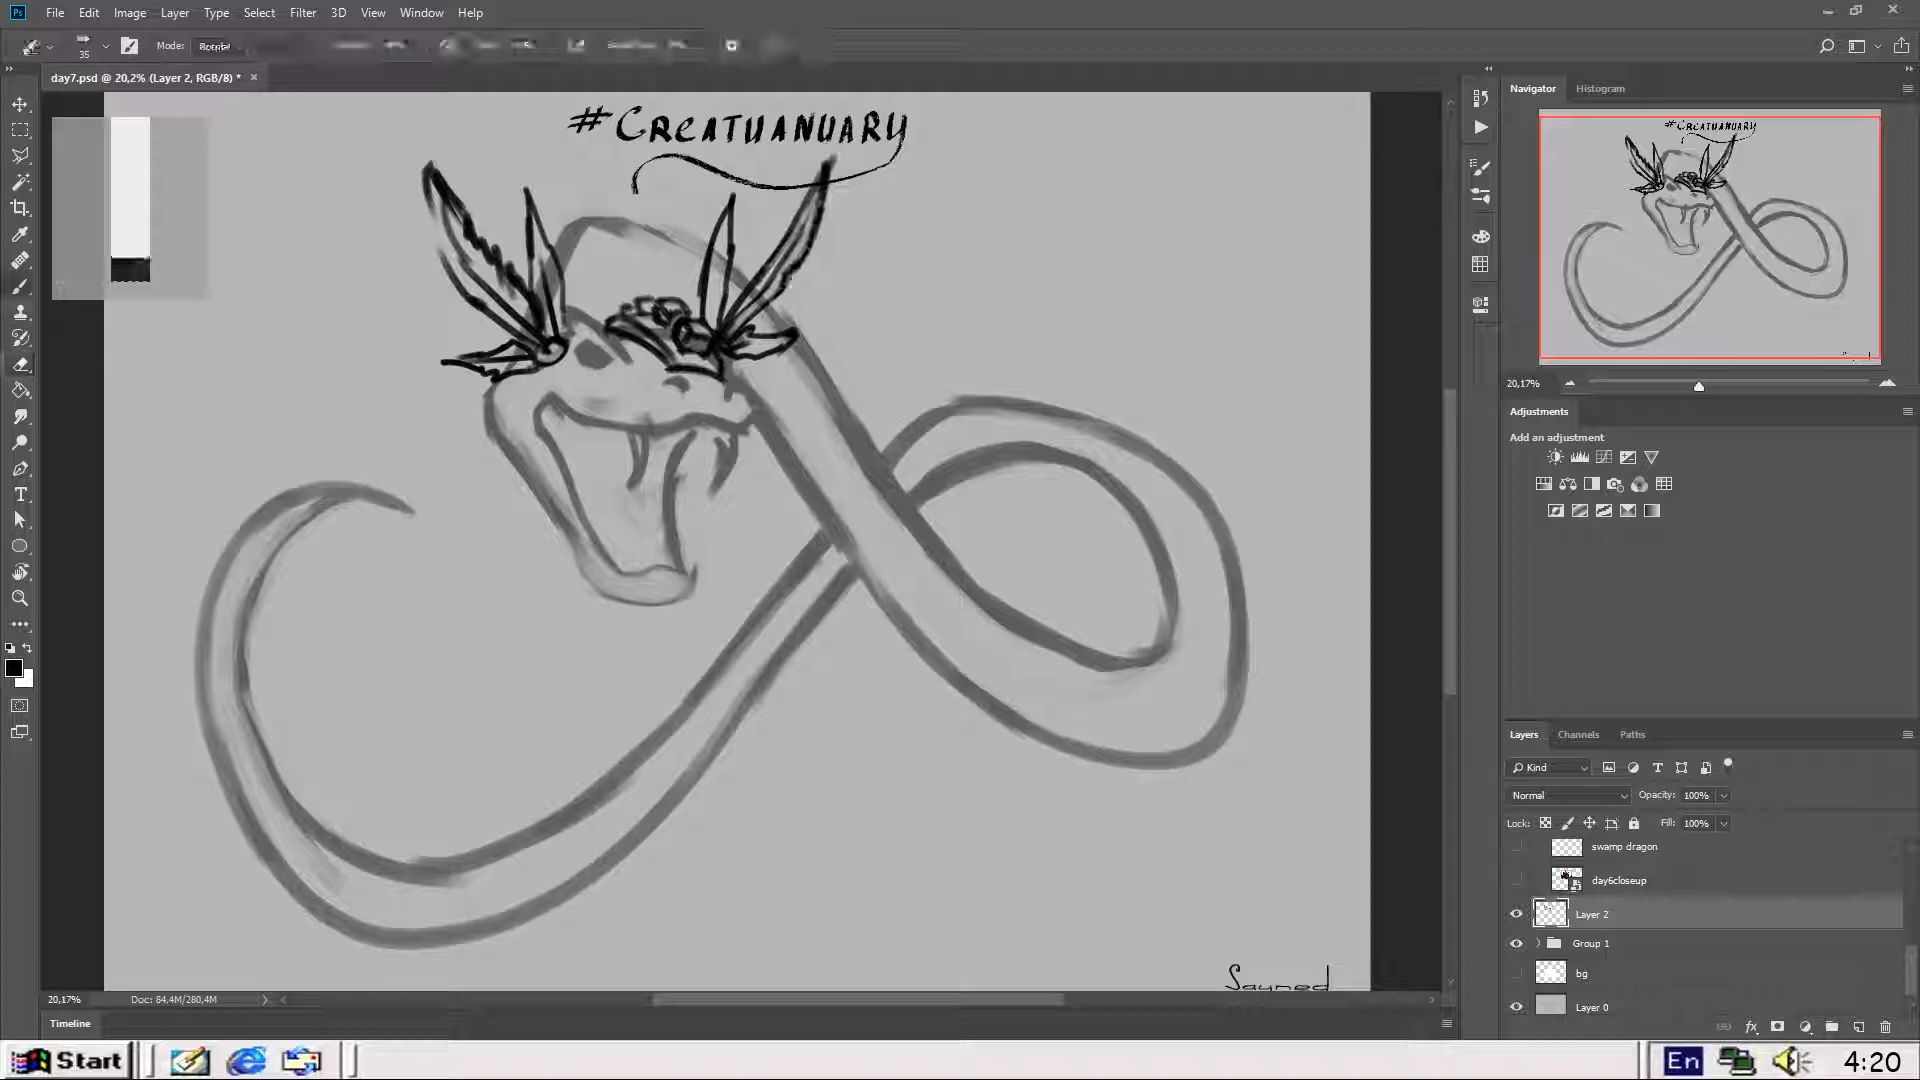 File Edit Image Layer Type Select Filter 3D View Window Help
35 Mode:
day7.psd @ 20,2% (Layer 2, RGB/8) *
#CREATUANUARY
Navigator Histogram
20,17%
Adjustments
Add an adjustment
Layers Channels Paths
Kind
Normal Opacity: 100%
Lock: Fill: 100%
swamp dragon
day6closeup
Layer 2
Group 1
bg
Layer 0
20,17% Doc: 84,4M/280,4M
Timeline
Start En 4:20